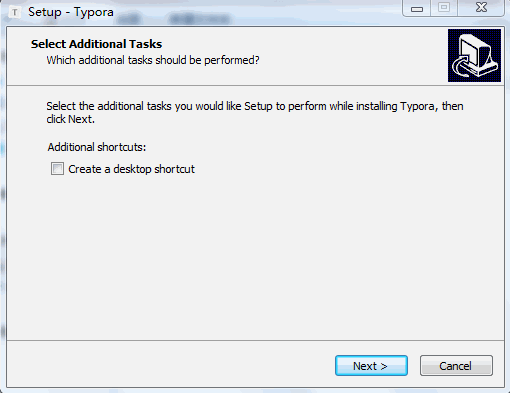 Setup - Typora
Select Additional Tasks
Which additional tasks should be performed?
Select the additional tasks you would like Setup to perform while installing Typora, then
click Next.
Additional shortcuts:
Create a desktop shortcut
Next >
Cancel